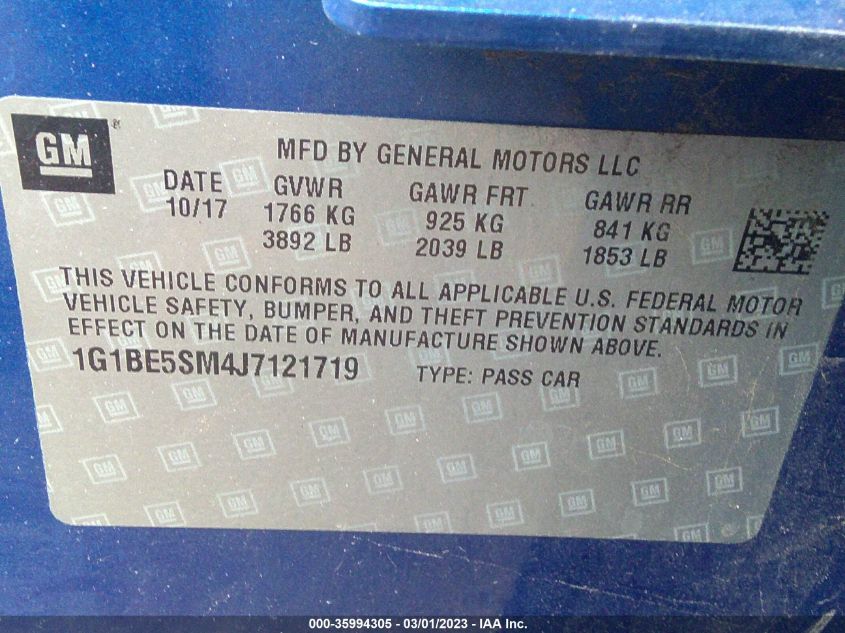 GM
MFD BY GENERAL MOTORS LLC
DATE GVWR GAWR FRT GAWR RR
10/17 1766 KG 925 KG 841 KG
3892 LB 2039 LB 1853 LB
THIS VEHICLE CONFORMS TO ALL APPLICABLE U.S. FEDERAL MOTOR
VEHICLE SAFETY, BUMPER, AND THEFT PREVENTION STANDARDS IN
EFFECT ON THE DATE OF MANUFACTURE SHOWN ABOVE.
1G1BE5SM4J7121719 TYPE: PASS CAR
000-35994305 - 03/01/2023 - IAA Inc.